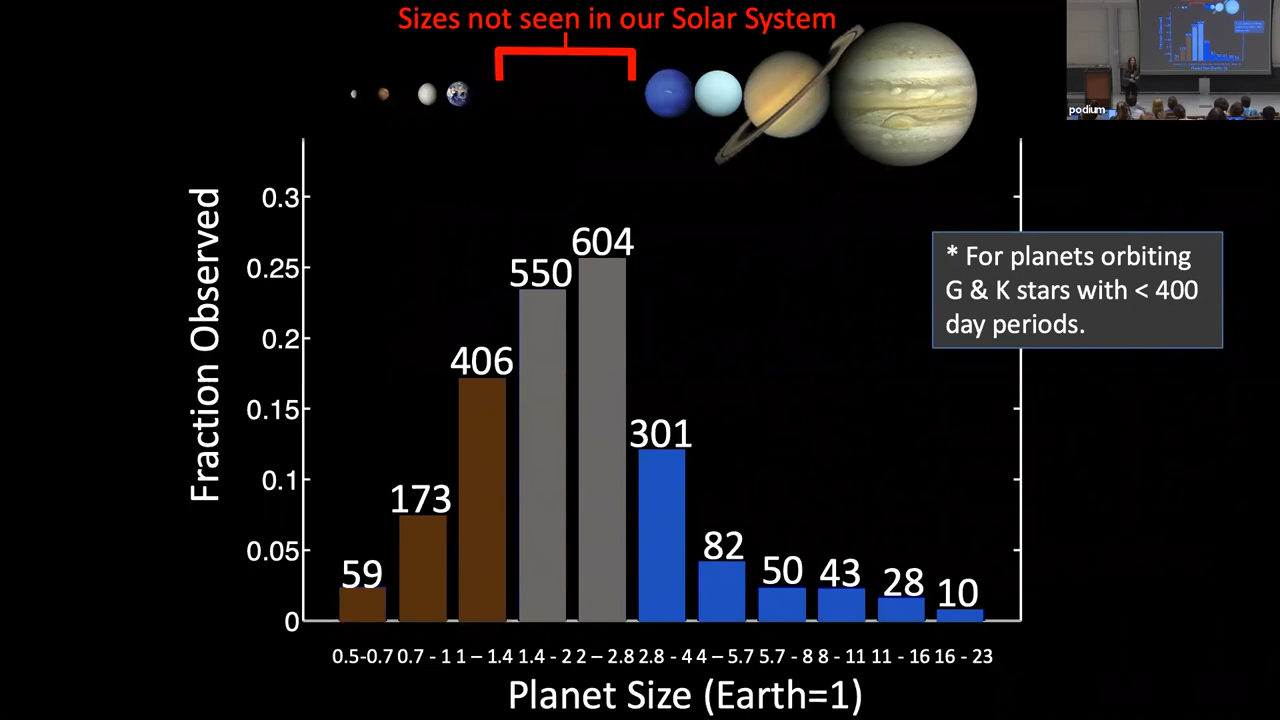 Sizes not seen in our Solar System
podium
Fraction Observed
0.3
0.25
0.2
0.15
0.1
0.05
0
59
173
406
550
604
301
82
50
43
28
10
* For planets orbiting
G & K stars with < 400
day periods.
0.5-0.7 0.7 - 1 1 – 1.4 1.4 - 2 2 – 2.8 2.8 - 4 4 – 5.7 5.7 - 8 8 - 11 11 - 16 16 - 23
Planet Size (Earth=1)